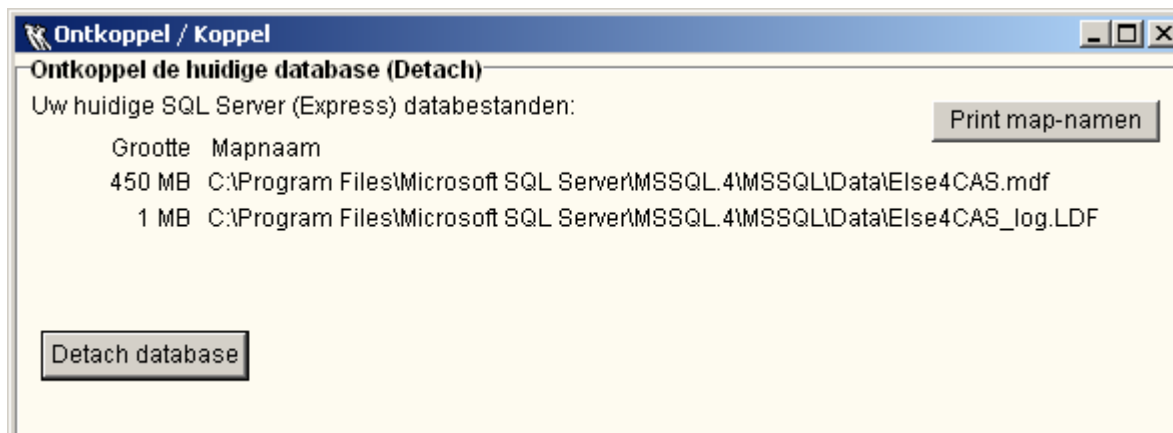 Ontkoppel / Koppel
Ontkoppel de huidige database (Detach)
Uw huidige SQL Server (Express) databestanden:
Print map-namen
Grootte Mapnaam
450 MB C:\Program Files\Microsoft SQL Server\MSSQL.4\MSSQL\Data\Else4CAS.mdf
1 MB C:\Program Files\Microsoft SQL Server\MSSQL.4\MSSQL\Data\Else4CAS_log.LDF
Detach database